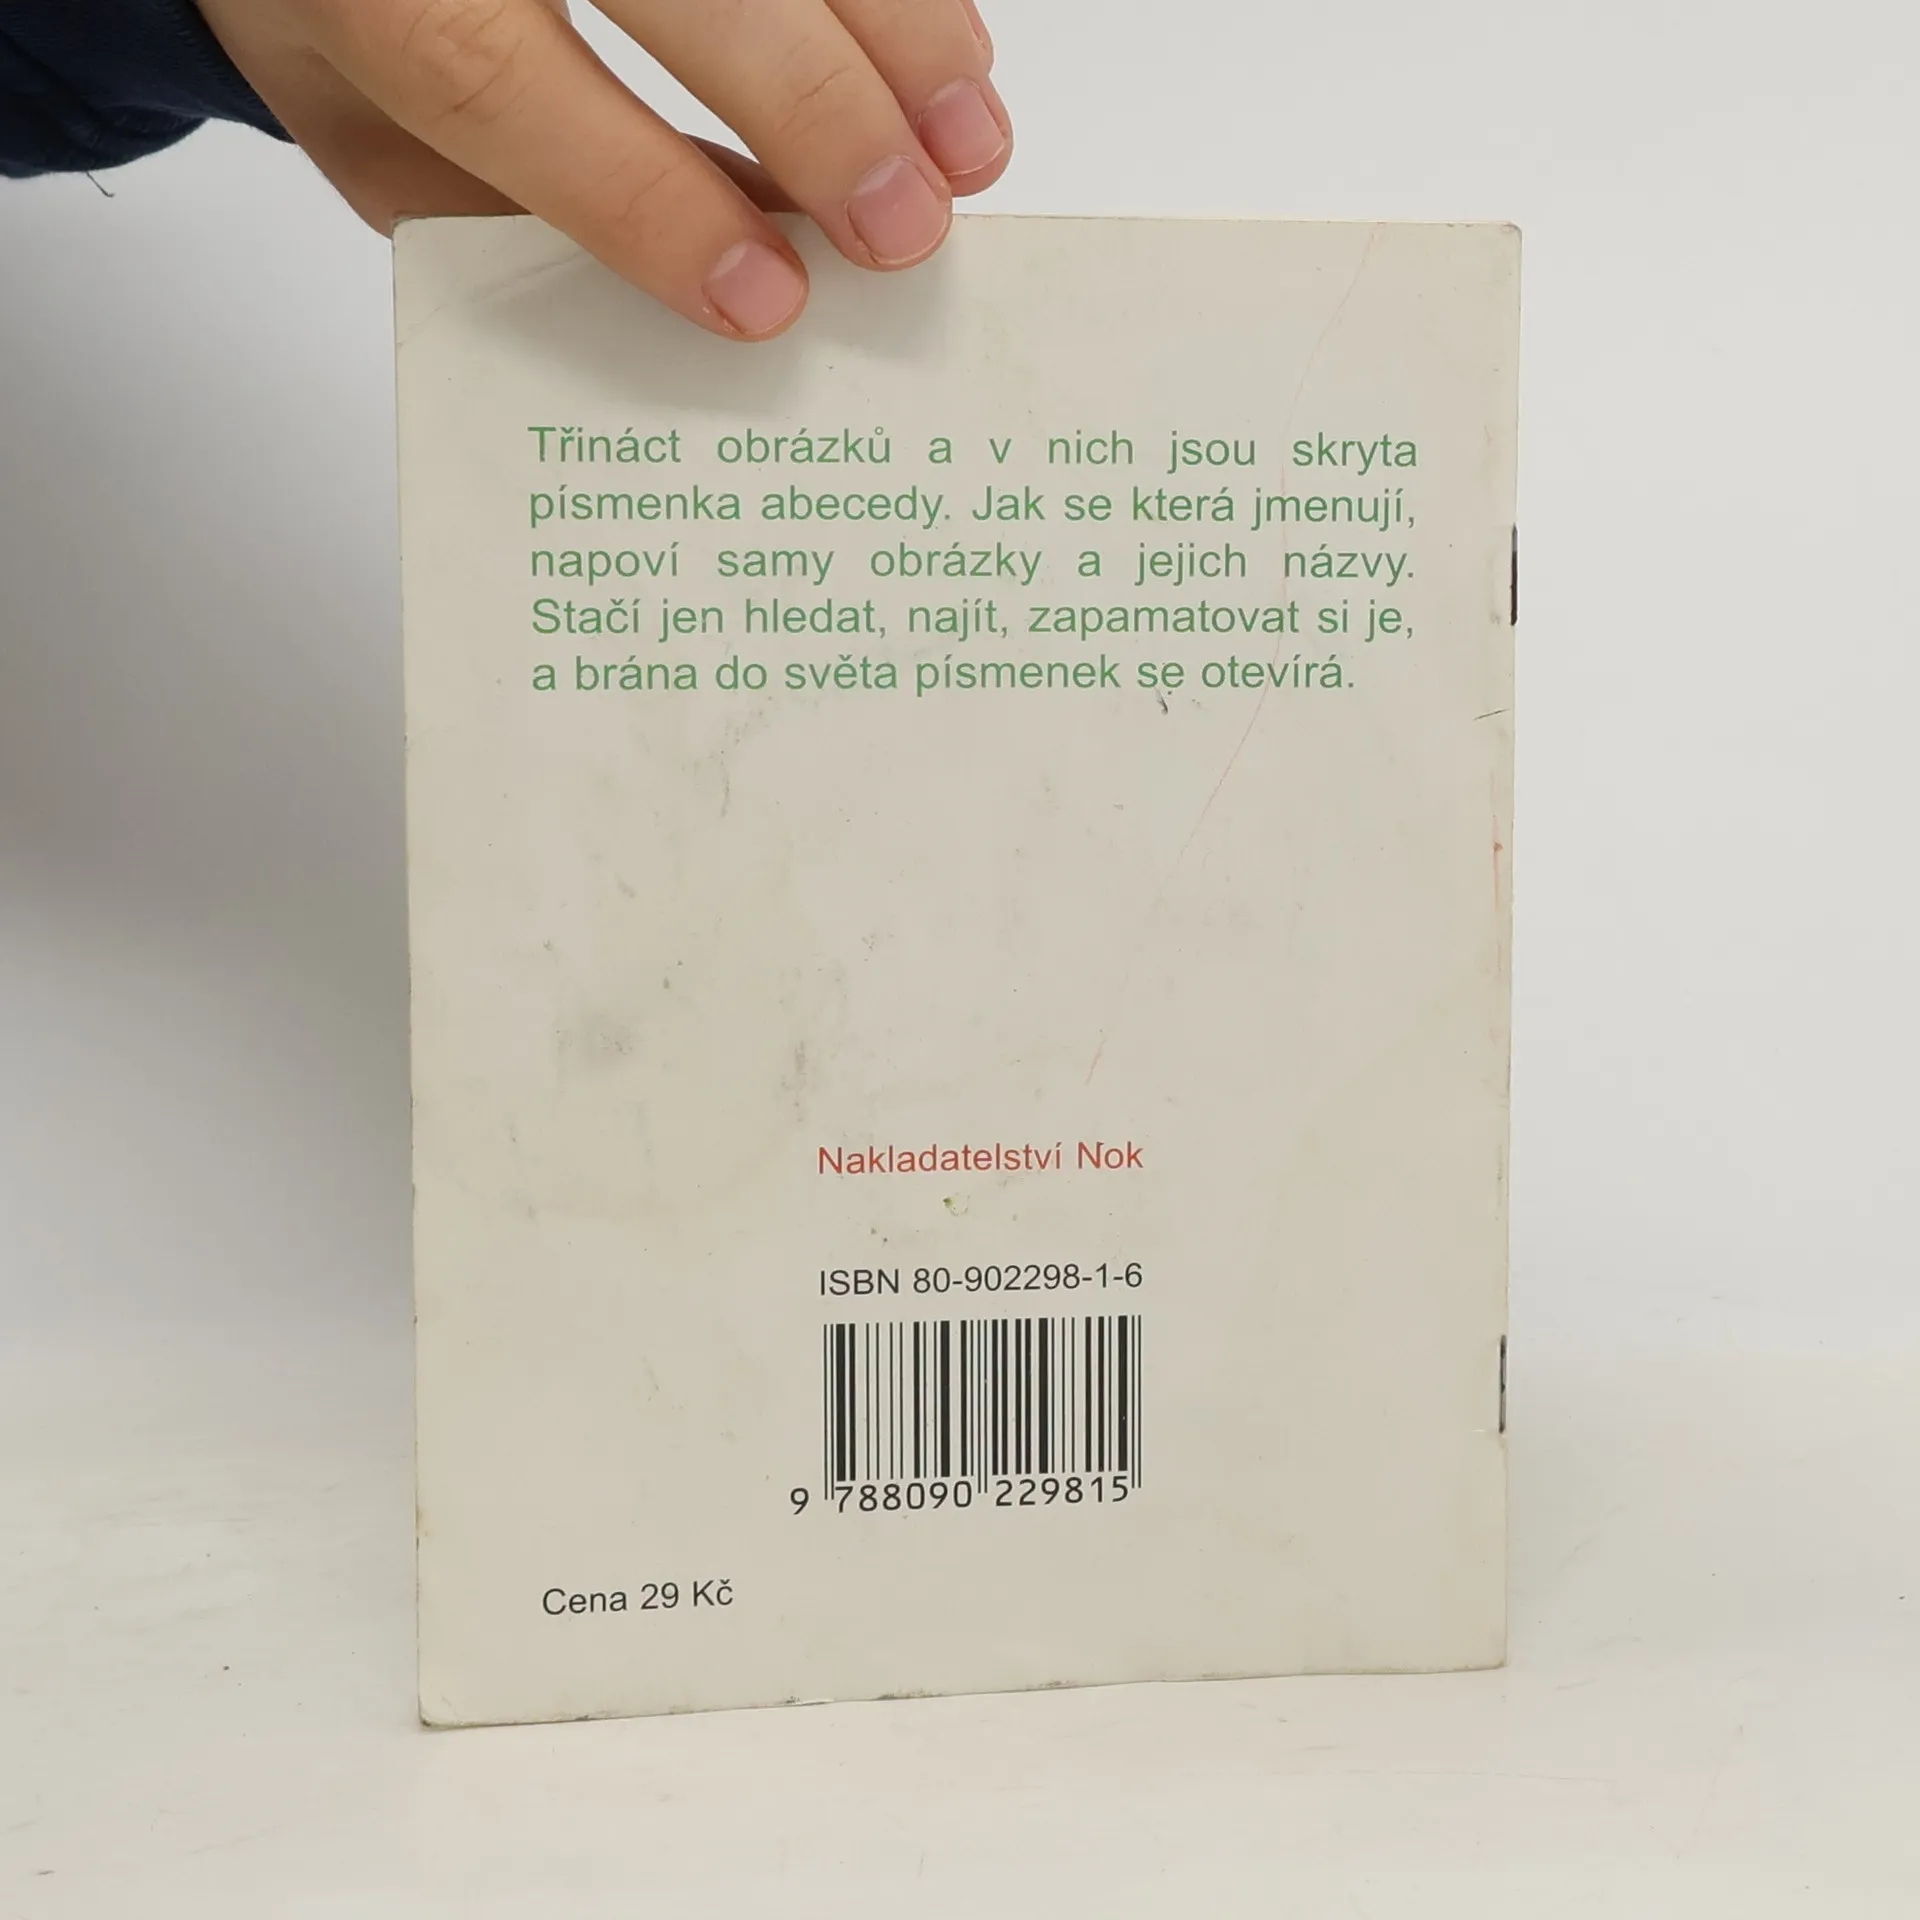 Třináct obrázků a v nich jsou skryta
písmenka abecedy. Jak se která jmenují,
napoví samy obrázky a jejich názvy.
Stačí jen hledat, najít, zapamatovat si je,
a brána do světa písmenek se otevírá.
Nakladatelství Nok
ISBN 80-902298-1-6
9 788090 229815
Cena 29 Kč